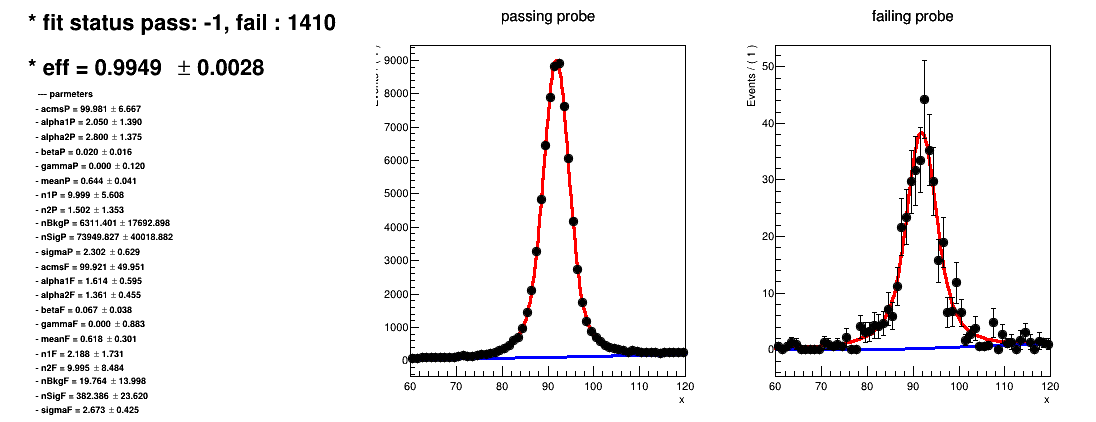 * fit status pass: -1, fail : 1410
* eff = 0.9949 ± 0.0028
--- parmeters
- acmsP = 99.981 ± 6.667
- alpha1P = 2.050 ± 1.390
- alpha2P = 2.800 ± 1.375
- betaP = 0.020 ± 0.016
- gammaP = 0.000 ± 0.120
- meanP = 0.644 ± 0.041
- n1P = 9.999 ± 5.608
- n2P = 1.502 ± 1.353
- nBkgP = 6311.401 ± 17692.898
- nSigP = 73949.827 ± 40018.882
- sigmaP = 2.302 ± 0.629
- acmsF = 99.921 ± 49.951
- alpha1F = 1.614 ± 0.595
- alpha2F = 1.361 ± 0.455
- betaF = 0.067 ± 0.038
- gammaF = 0.000 ± 0.883
- meanF = 0.618 ± 0.301
- n1F = 2.188 ± 1.731
- n2F = 9.995 ± 8.484
- nBkgF = 19.764 ± 13.998
- nSigF = 382.386 ± 23.620
- sigmaF = 2.673 ± 0.425
passing probe
9000
8000
7000
6000
5000
4000
3000
2000
1000
0
60 70 80 90 100 110 120
x
failing probe
Events / ( 1 )
50
40
30
20
10
0
60 70 80 90 100 110 120
x